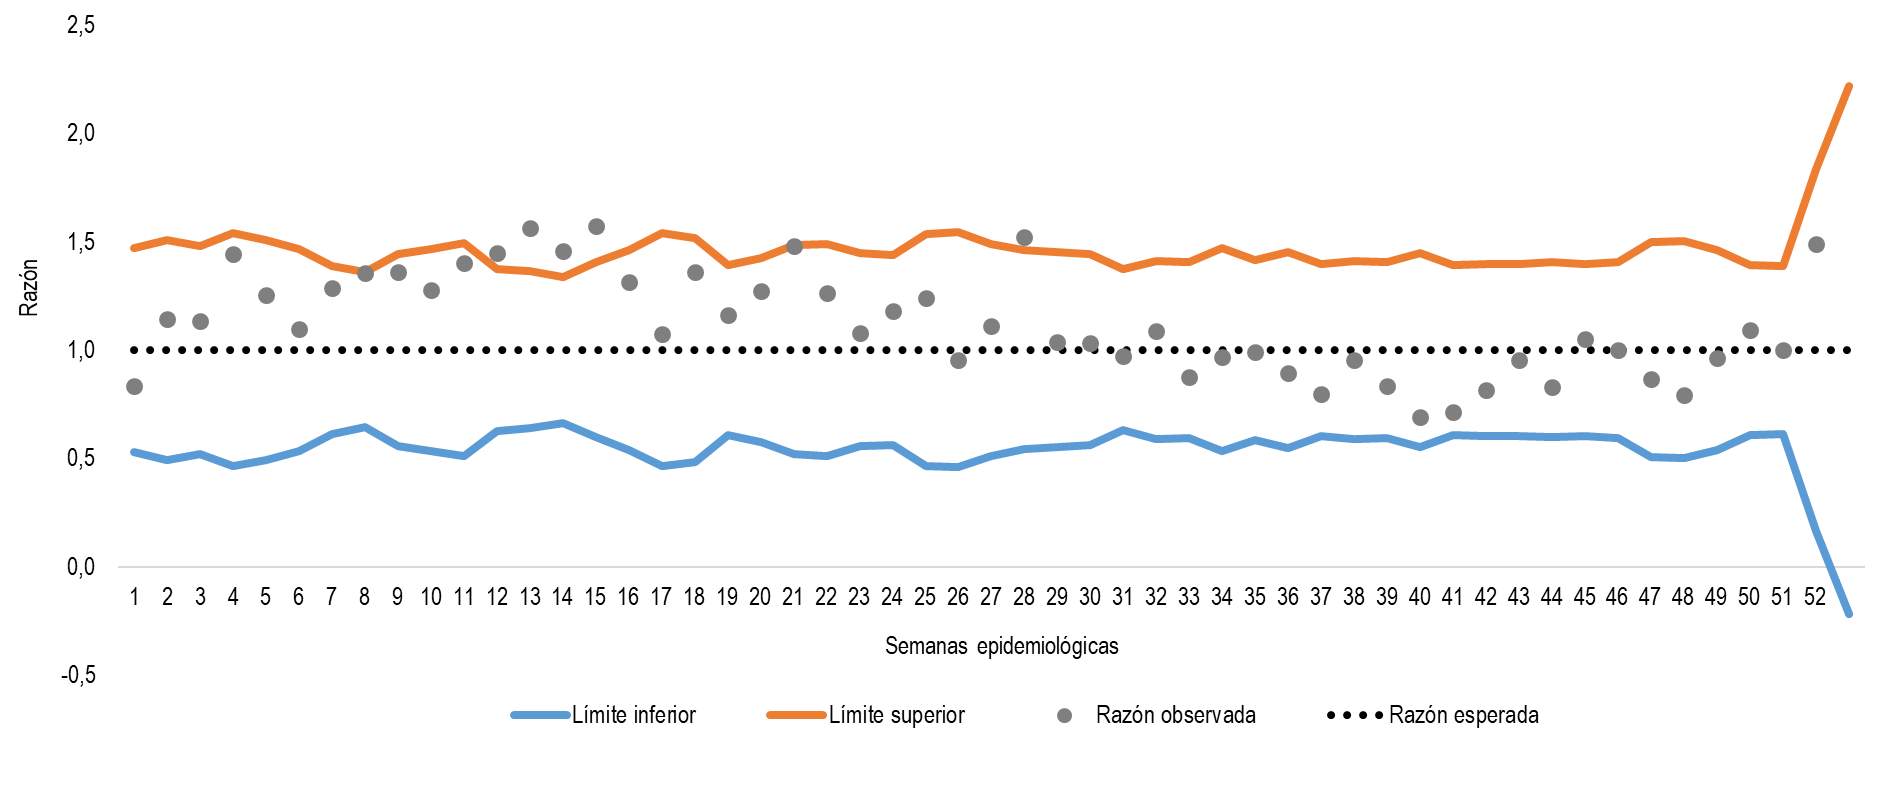 2,5
2,0
1,5
1,0
0,5
0,0
-0,5
Razón
1 2 3 4 5 6 7 8 9 10 11 12 13 14 15 16 17 18 19 20 21 22 23 24 25 26 27 28 29 30 31 32 33 34 35 36 37 38 39 40 41 42 43 44 45 46 47 48 49 50 51 52
Semanas epidemiológicas
Límite inferior Límite superior Razón observada Razón esperada